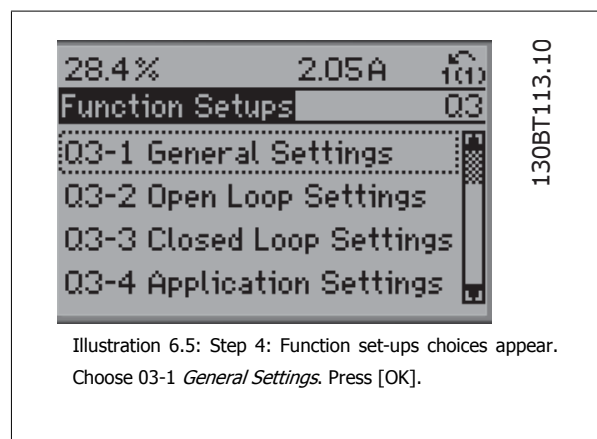 28.4% 2.05A 1(1)
Function Setups Q3
Q3-1 General Settings
Q3-2 Open Loop Settings
Q3-3 Closed Loop Settings
Q3-4 Application Settings
130BT113.10
Illustration 6.5: Step 4: Function set-ups choices appear.
Choose 03-1 General Settings. Press [OK].